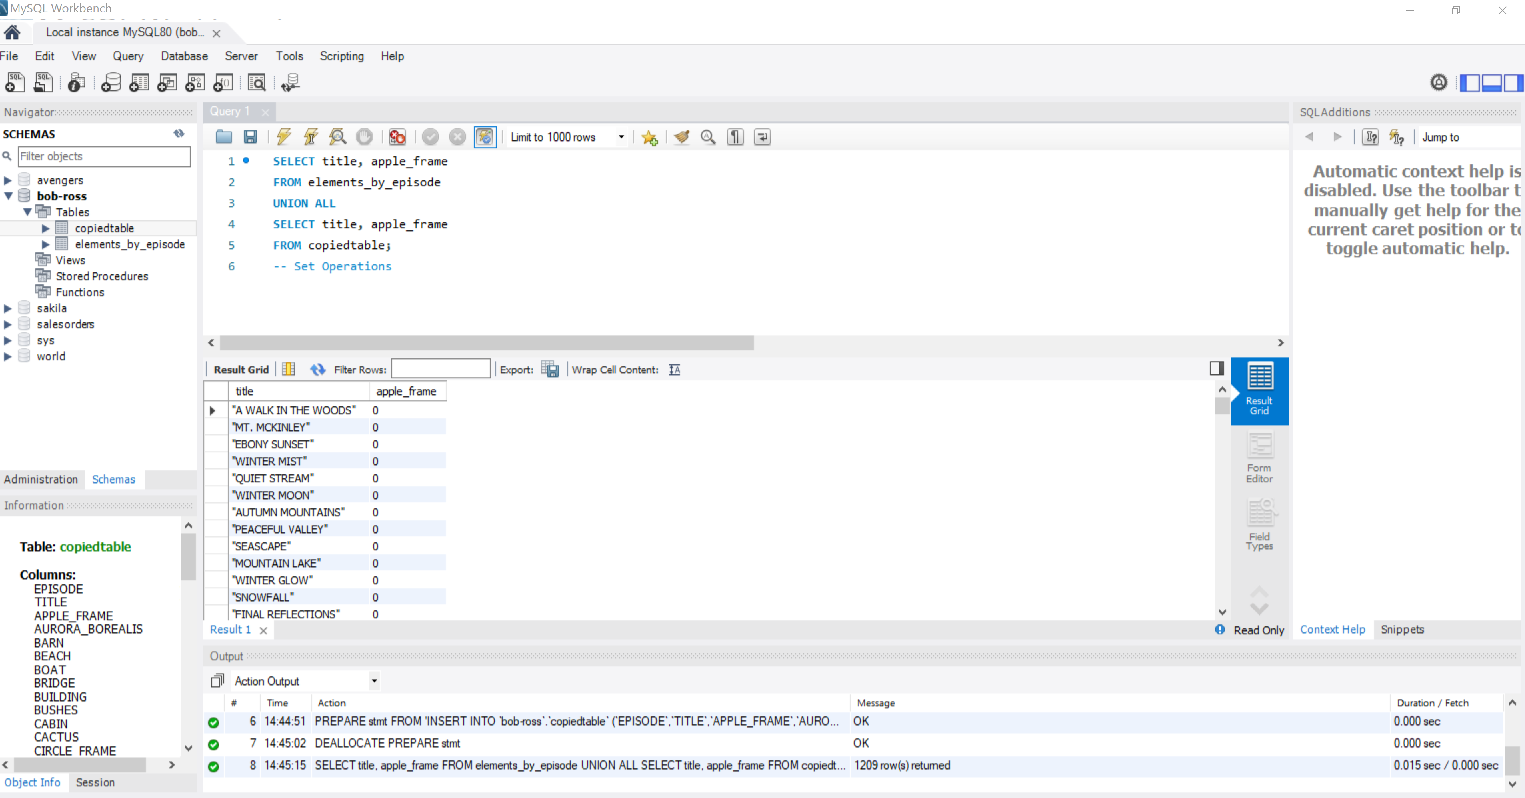 MySQL Workbench
Local instance MySQL80 (bob...
File Edit View Query Database Server Tools Scripting Help
Navigator
SCHEMAS
Filter objects
avengers
bob-ross
Tables
copiedtable
elements_by_episode
Views
Stored Procedures
Functions
sakila
salesorders
sys
world
Administration Schemas
Information
Table: copiedtable
Columns:
EPISODE
TITLE
APPLE_FRAME
AURORA_BOREALIS
BARN
BEACH
BOAT
BRIDGE
BUILDING
BUSHES
CABIN
CACTUS
CIRCLE_FRAME
Object Info Session
Query 1
Limit to 1000 rows
1 SELECT title, apple_frame
2 FROM elements_by_episode
3 UNION ALL
4 SELECT title, apple_frame
5 FROM copiedtable;
6 -- Set Operations
Result Grid Filter Rows: Export: Wrap Cell Content:
title apple_frame
"A WALK IN THE WOODS" 0
"MT. MCKINLEY" 0
"EBONY SUNSET" 0
"WINTER MIST" 0
"QUIET STREAM" 0
"WINTER MOON" 0
"AUTUMN MOUNTAINS" 0
"PEACEFUL VALLEY" 0
"SEASCAPE" 0
"MOUNTAIN LAKE" 0
"WINTER GLOW" 0
"SNOWFALL" 0
"FINAL REFLECTIONS" 0
Result Grid
Form Editor
Field Types
Result 1
Read Only
SQLAdditions
Jump to
Automatic context help is
disabled. Use the toolbar t
manually get help for the
current caret position or to
toggle automatic help.
Context Help Snippets
Output
Action Output
# Time Action Message Duration / Fetch
6 14:44:51 PREPARE stmt FROM 'INSERT INTO `bob-ross`.`copiedtable` (`EPISODE`,`TITLE`,`APPLE_FRAME`,`AURO... OK 0.000 sec
7 14:45:02 DEALLOCATE PREPARE stmt OK 0.000 sec
8 14:45:15 SELECT title, apple_frame FROM elements_by_episode UNION ALL SELECT title, apple_frame FROM copiedt... 1209 row(s) returned 0.015 sec / 0.000 sec